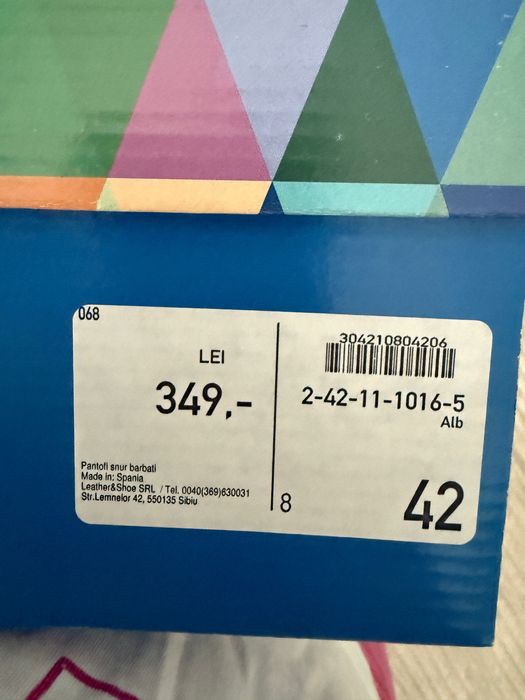 068
LEI
349,-
Pantofi snur barbati
Made in: Spania
Leather&Shoe SRL / Tel. 0040(369)630031
Str.Lemnelor 42, 550135 Sibiu
304210804206
2-42-11-1016-5
Alb
8
42